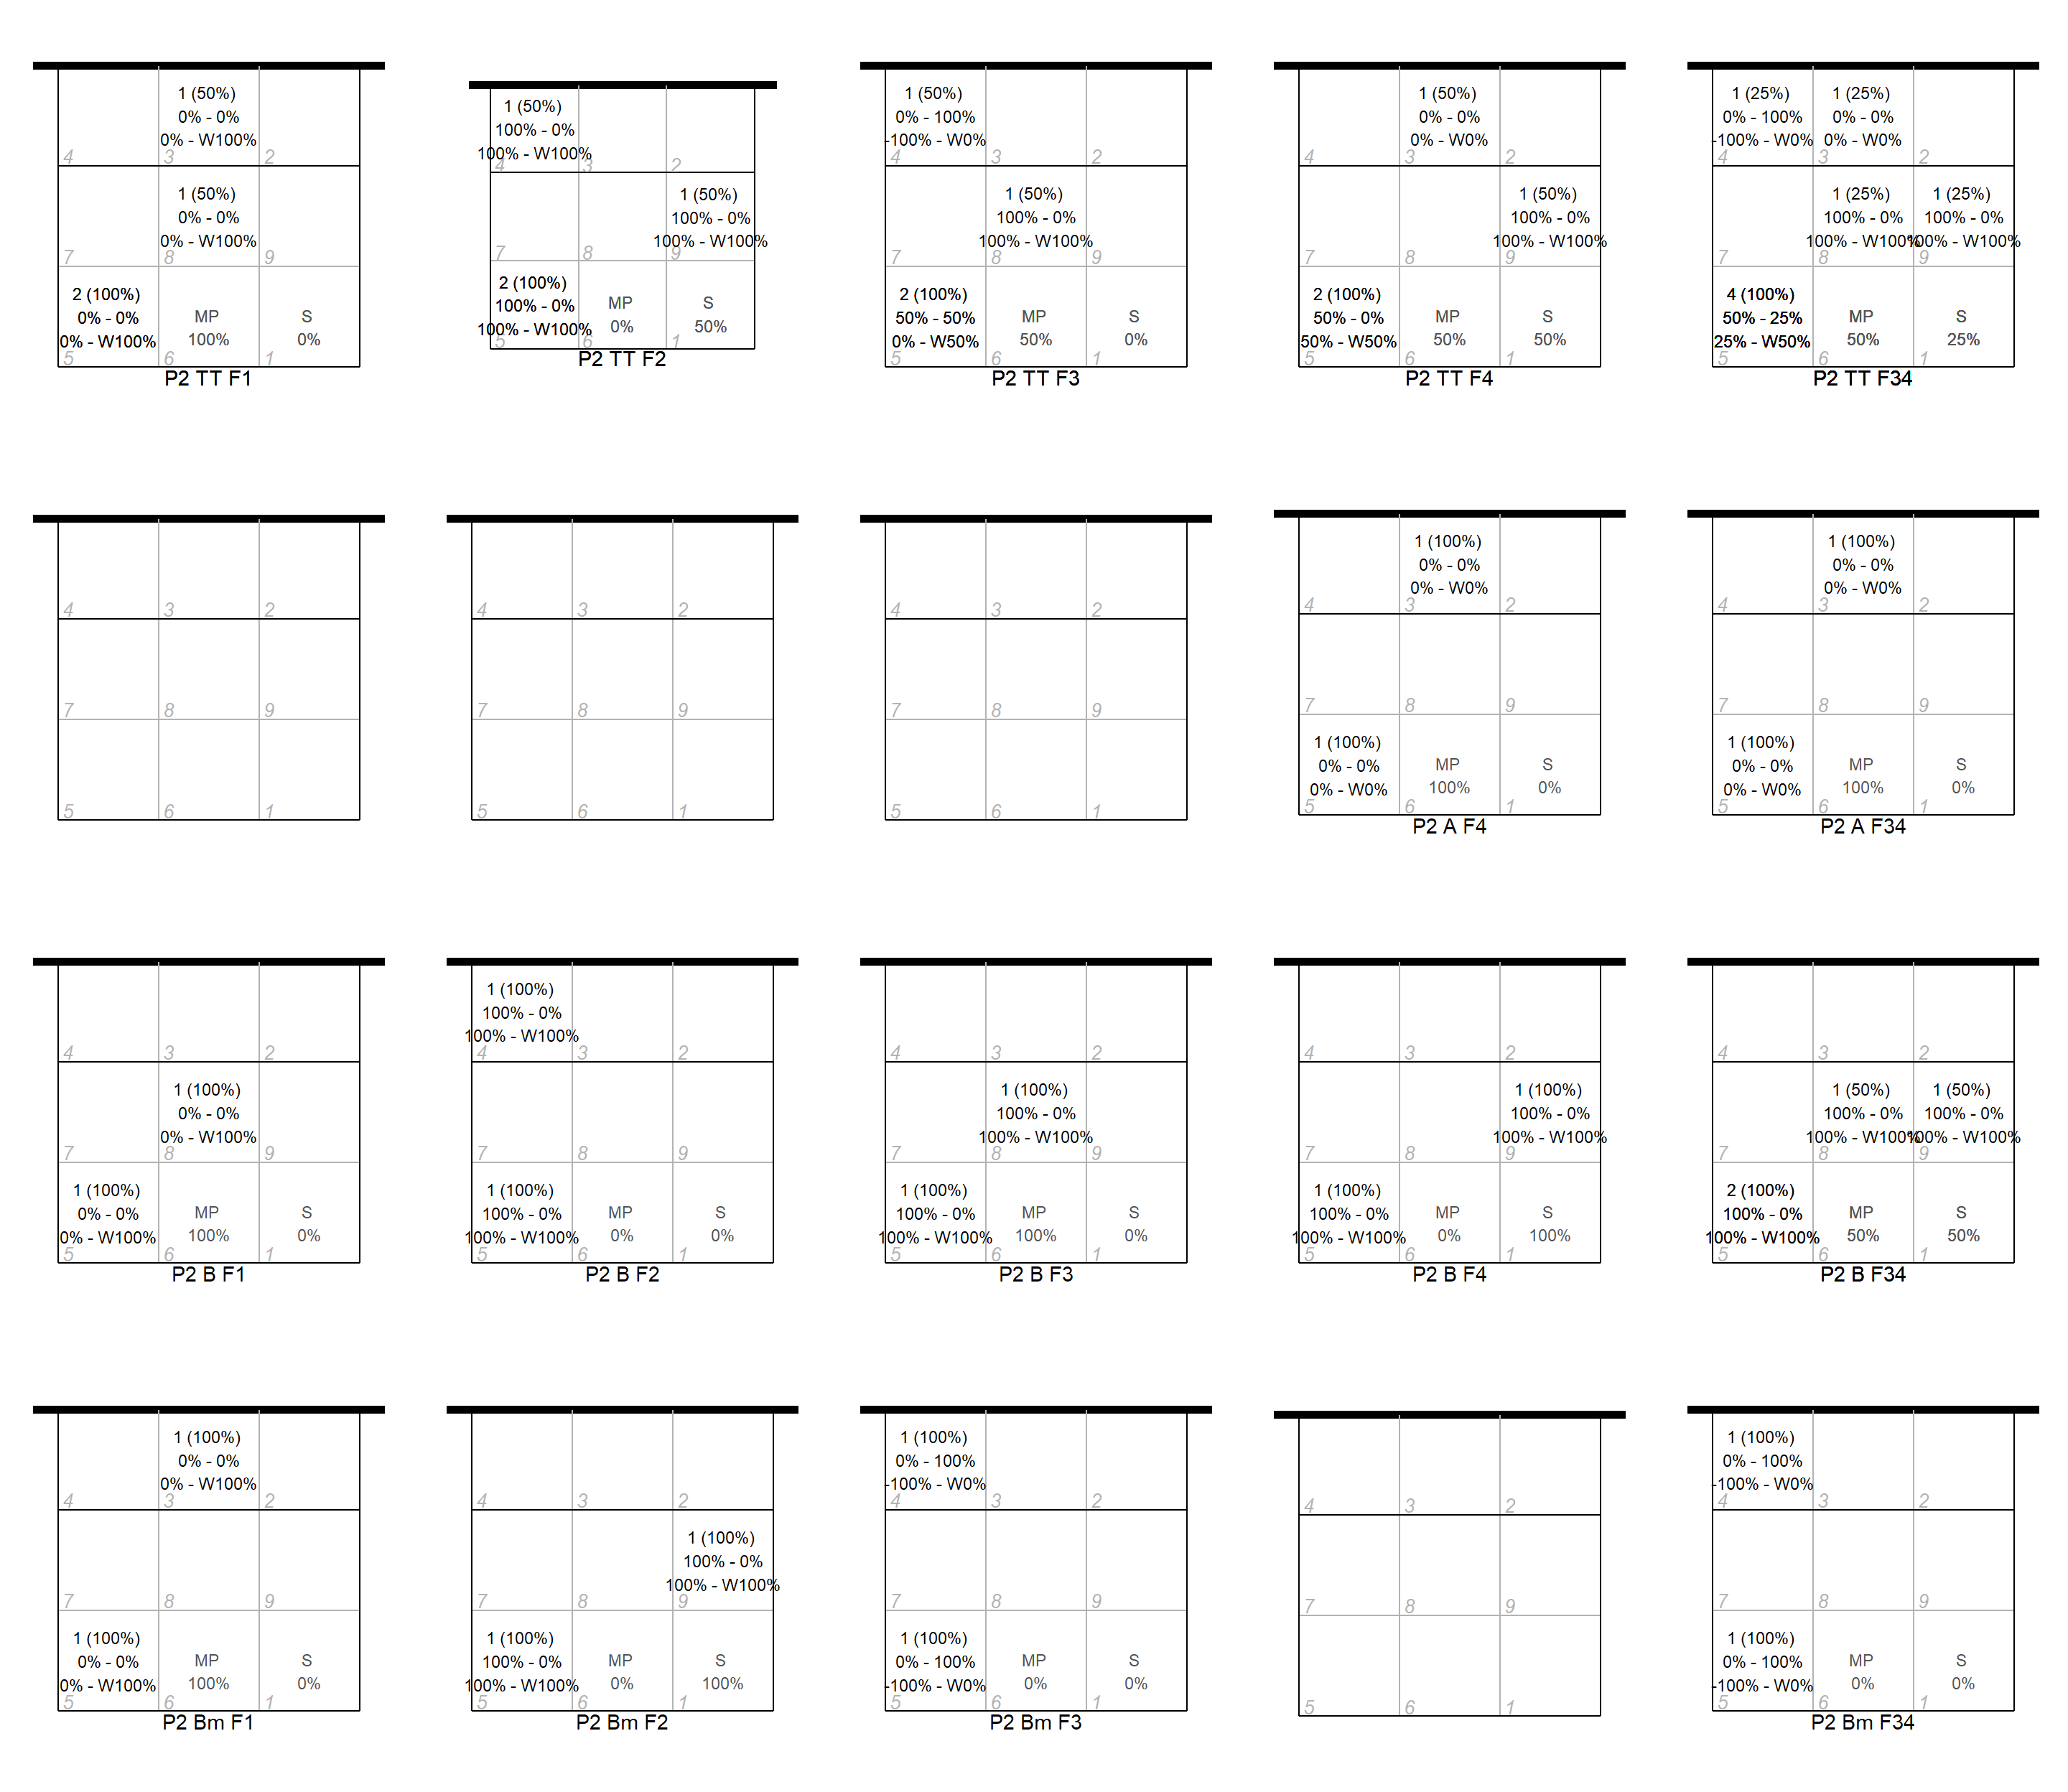 1 (50%)
0% - 0%
0% - W100%
4
3
2
1 (50%)
0% - 0%
0% - W100%
7
8
9
2 (100%)
0% - 0%
0% - W100%
MP
100%
S
0%
5
6
1
P2 TT F1
1 (50%)
100% - 0%
100% - W100%
4
3
2
1 (50%)
100% - 0%
100% - W100%
7
8
9
2 (100%)
100% - 0%
100% - W100%
MP
0%
S
50%
5
6
1
P2 TT F2
1 (50%)
0% - 100%
-100% - W0%
4
3
2
1 (50%)
100% - 0%
100% - W100%
7
8
9
2 (100%)
50% - 50%
0% - W50%
MP
50%
S
0%
5
6
1
P2 TT F3
1 (50%)
0% - 0%
0% - W0%
4
3
2
1 (50%)
100% - 0%
100% - W100%
7
8
9
2 (100%)
50% - 0%
50% - W50%
MP
50%
S
50%
5
6
1
P2 TT F4
1 (25%)
0% - 100%
-100% - W0%
1 (25%)
0% - 0%
0% - W0%
4
3
2
1 (25%)
100% - 0%
100% - W100%
1 (25%)
100% - 0%
100% - W100%
7
8
9
4 (100%)
50% - 25%
25% - W50%
MP
50%
S
25%
5
6
1
P2 TT F34
4
3
2
7
8
9
5
6
1
4
3
2
7
8
9
5
6
1
4
3
2
7
8
9
5
6
1
1 (100%)
0% - 0%
0% - W0%
4
3
2
7
8
9
1 (100%)
0% - 0%
0% - W0%
MP
100%
S
0%
5
6
1
P2 A F4
1 (100%)
0% - 0%
0% - W0%
4
3
2
7
8
9
1 (100%)
0% - 0%
0% - W0%
MP
100%
S
0%
5
6
1
P2 A F34
4
3
2
1 (100%)
0% - 0%
0% - W100%
7
8
9
1 (100%)
0% - 0%
0% - W100%
MP
100%
S
0%
5
6
1
P2 B F1
1 (100%)
100% - 0%
100% - W100%
4
3
2
7
8
9
1 (100%)
100% - 0%
100% - W100%
MP
0%
S
0%
5
6
1
P2 B F2
4
3
2
1 (100%)
100% - 0%
100% - W100%
7
8
9
1 (100%)
100% - 0%
100% - W100%
MP
100%
S
0%
5
6
1
P2 B F3
4
3
2
1 (100%)
100% - 0%
100% - W100%
7
8
9
1 (100%)
100% - 0%
100% - W100%
MP
0%
S
100%
5
6
1
P2 B F4
4
3
2
1 (50%)
100% - 0%
100% - W100%
1 (50%)
100% - 0%
100% - W100%
7
8
9
2 (100%)
100% - 0%
100% - W100%
MP
50%
S
50%
5
6
1
P2 B F34
1 (100%)
0% - 0%
0% - W100%
4
3
2
7
8
9
1 (100%)
0% - 0%
0% - W100%
MP
100%
S
0%
5
6
1
P2 Bm F1
4
3
2
1 (100%)
100% - 0%
100% - W100%
7
8
9
1 (100%)
100% - 0%
100% - W100%
MP
0%
S
100%
5
6
1
P2 Bm F2
1 (100%)
0% - 100%
-100% - W0%
4
3
2
7
8
9
1 (100%)
0% - 100%
-100% - W0%
MP
0%
S
0%
5
6
1
P2 Bm F3
4
3
2
7
8
9
5
6
1
1 (100%)
0% - 100%
-100% - W0%
4
3
2
7
8
9
1 (100%)
0% - 100%
-100% - W0%
MP
0%
S
0%
5
6
1
P2 Bm F34